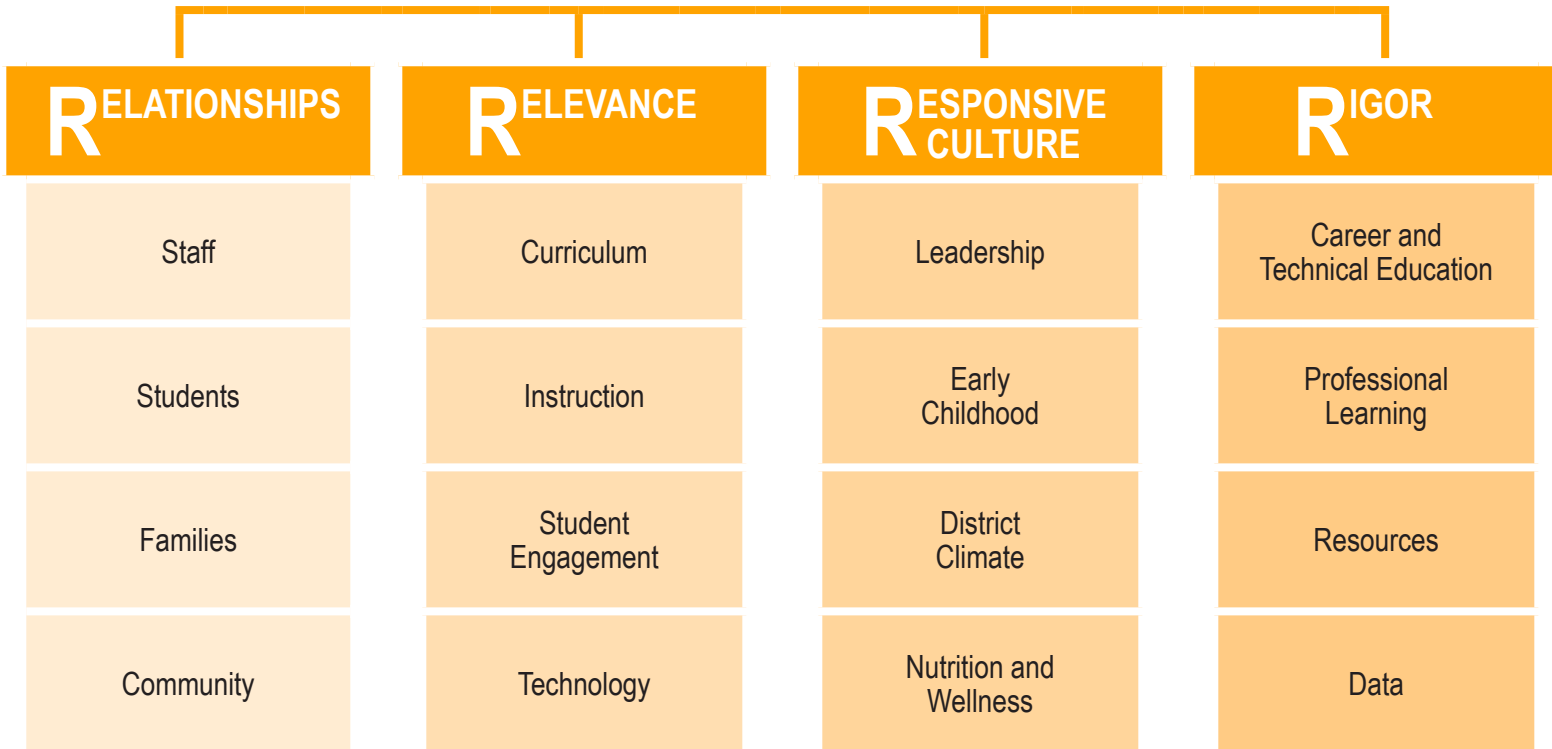 RELATIONSHIPS
Staff
Students
Families
Community
RELEVANCE
Curriculum
Instruction
Student
Engagement
Technology
RESPONSIVE
CULTURE
Leadership
Early
Childhood
District
Climate
Nutrition and
Wellness
RIGOR
Career and
Technical Education
Professional
Learning
Resources
Data